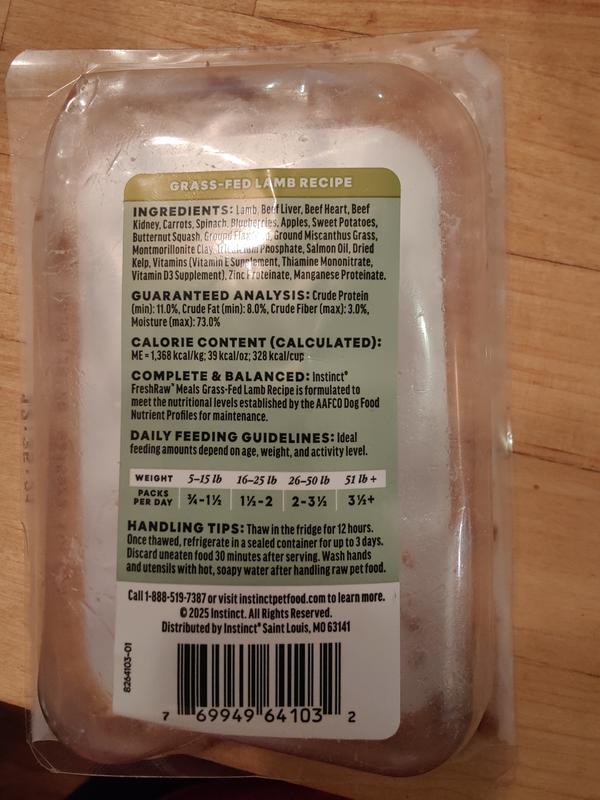 GRASS-FED LAMB RECIPE
INGREDIENTS: Lamb, Beef Liver, Beef Heart, Beef
Kidney, Carrots, Spinach, Blueberries, Apples, Sweet Potatoes,
Butternut Squash, Ground Flaxseed, Ground Miscanthus Grass,
Montmorillonite Clay, Tricalcium Phosphate, Salmon Oil, Dried
Kelp, Vitamins (Vitamin E Supplement, Thiamine Mononitrate,
Vitamin D3 Supplement), Zinc Proteinate, Manganese Proteinate.
GUARANTEED ANALYSIS: Crude Protein
(min): 11.0%, Crude Fat (min): 8.0%, Crude Fiber (max): 3.0%,
Moisture (max): 73.0%
CALORIE CONTENT (CALCULATED):
ME = 1,368 kcal/kg; 39 kcal/oz; 328 kcal/cup
COMPLETE & BALANCED: Instinct®
FreshRaw™ Meals Grass-Fed Lamb Recipe is formulated to
meet the nutritional levels established by the AAFCO Dog Food
Nutrient Profiles for maintenance.
DAILY FEEDING GUIDELINES: Ideal
feeding amounts depend on age, weight, and activity level.
WEIGHT 5–15 lb 16–25 lb 26–50 lb 51 lb +
PACKS PER DAY ¾–1½ 1½–2 2–3½ 3½+
HANDLING TIPS: Thaw in the fridge for 12 hours.
Once thawed, refrigerate in a sealed container for up to 3 days.
Discard uneaten food 30 minutes after serving. Wash hands
and utensils with hot, soapy water after handling raw pet food.
Call 1-888-519-7387 or visit instinctpetfood.com to learn more.
© 2025 Instinct. All Rights Reserved.
Distributed by Instinct® Saint Louis, MO 63141
8264103-01
7 69949 64103 2